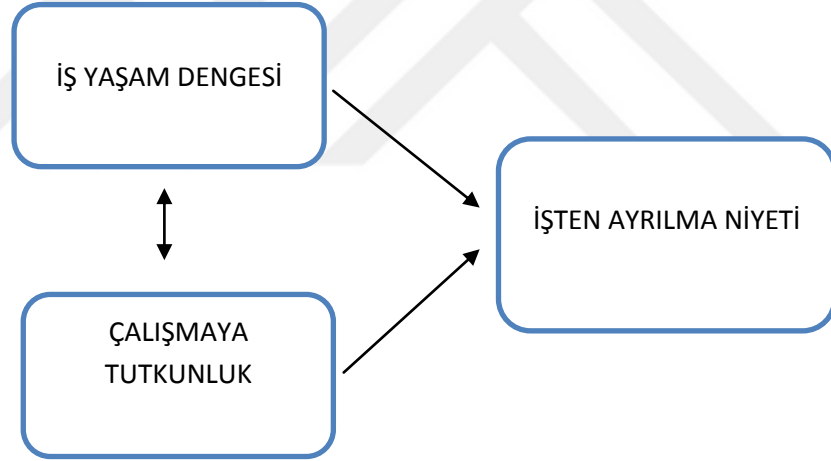 İŞ YAŞAM DENGESİ
İŞTEN AYRILMA NİYETİ
ÇALIŞMAYA
TUTKUNLUK